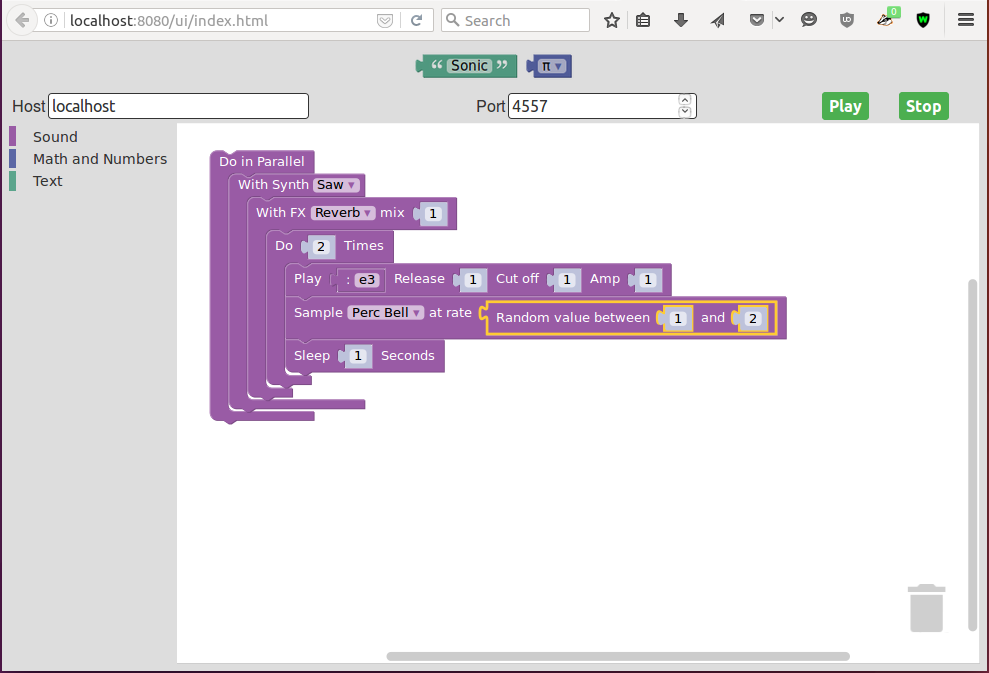 localhost:8080/ui/index.html Search 0
“ Sonic ” π
Host localhost Port 4557 Play Stop
Sound
Math and Numbers
Text
Do in Parallel
With Synth Saw
With FX Reverb mix 1
Do 2 Times
Play : e3 Release 1 Cut off 1 Amp 1
Sample Perc Bell at rate Random value between 1 and 2
Sleep 1 Seconds